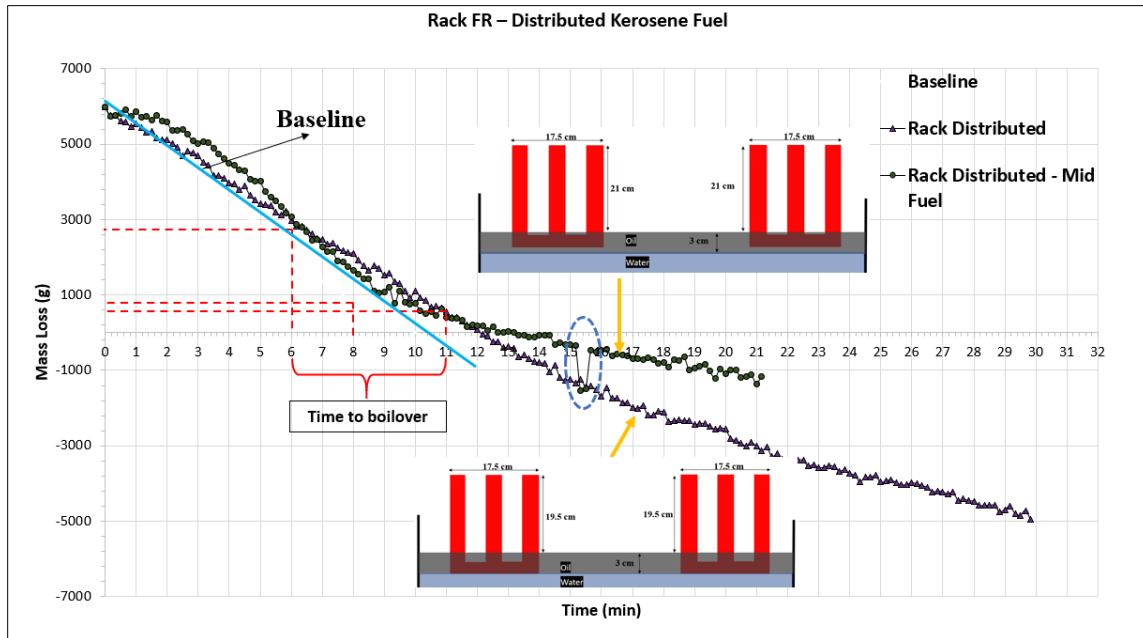 Rack FR – Distributed Kerosene Fuel
7000
5000
3000
1000
-1000
-3000
-5000
-7000
Mass Loss (g)
0 1 2 3 4 5 6 7 8 9 10 11 12 13 14 15 16 17 18 19 20 21 22 23 24 25 26 27 28 29 30 31 32
Time (min)
Baseline
Baseline
Rack Distributed
Rack Distributed - Mid
Fuel
17.5 cm
17.5 cm
21 cm
21 cm
Oil
3 cm
Water
Time to boilover
17.5 cm
17.5 cm
19.5 cm
19.5 cm
Oil
3 cm
Water